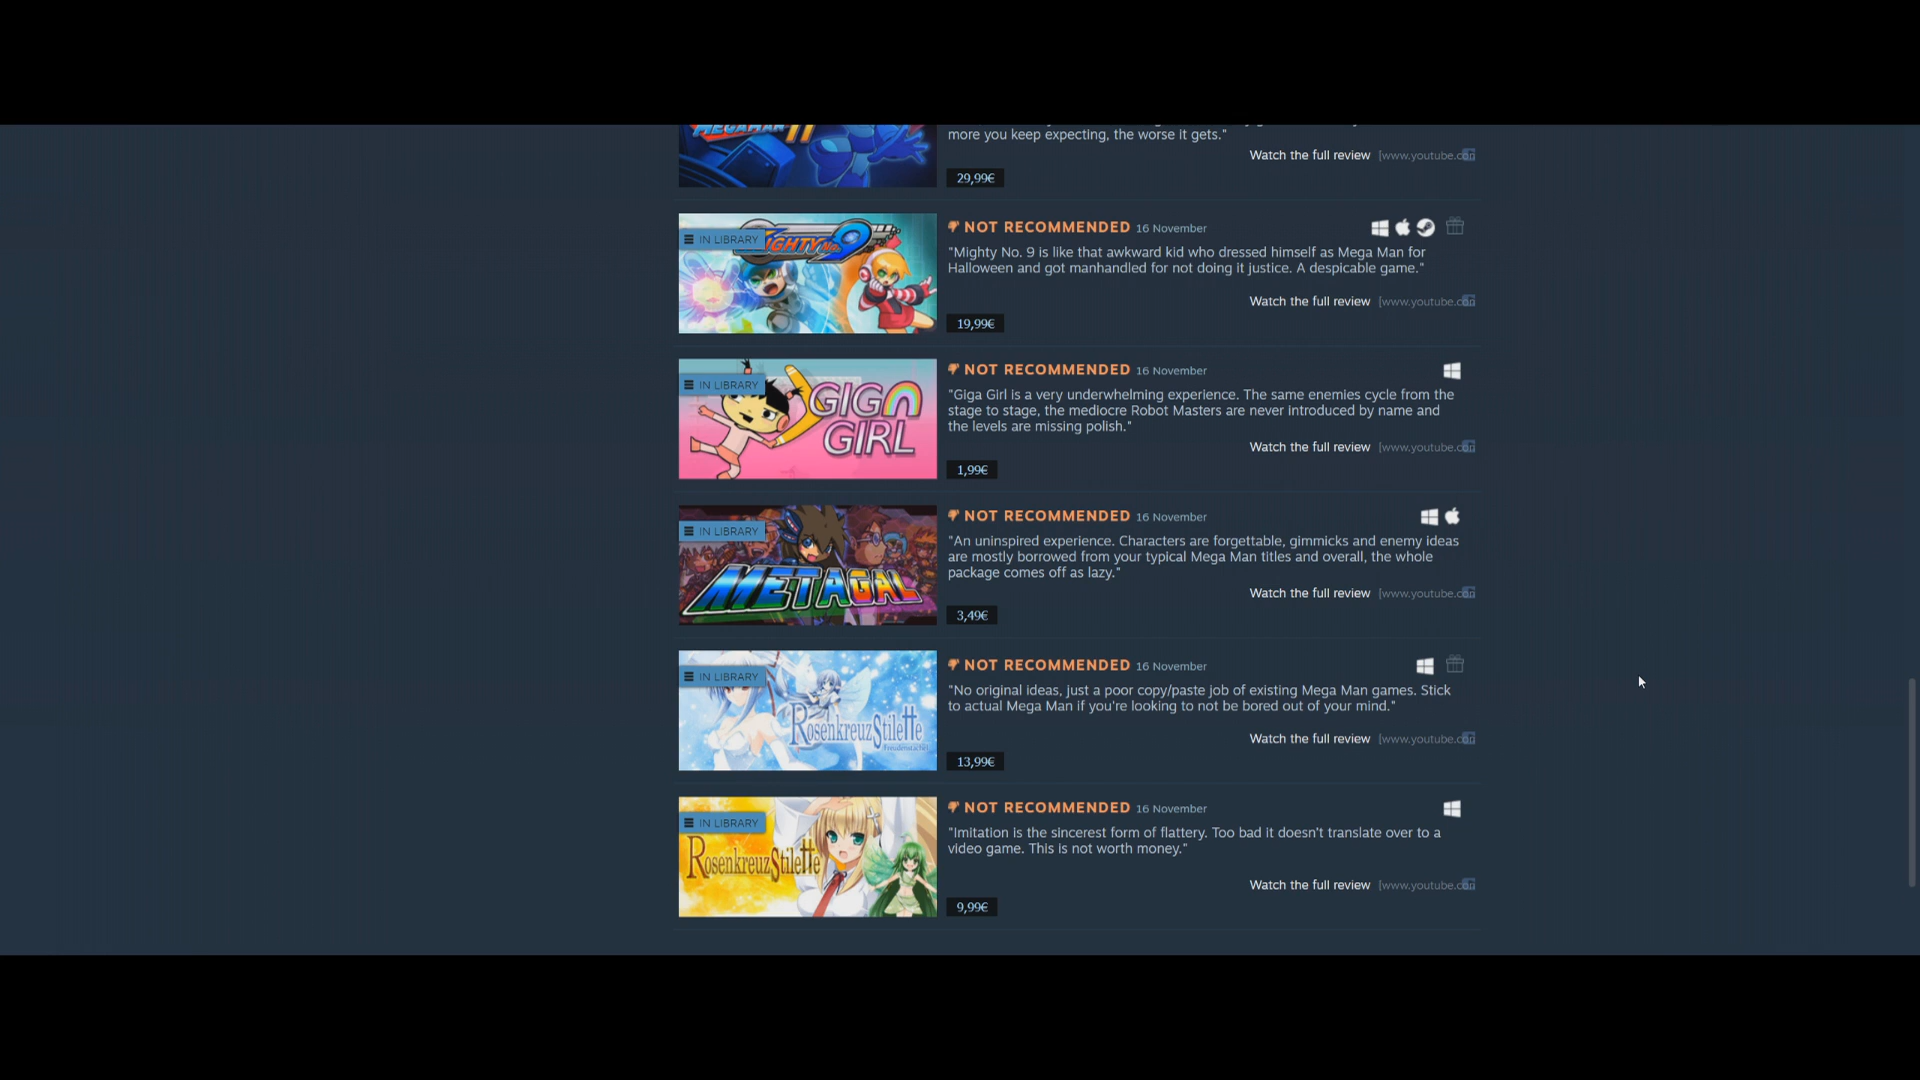 MEGAMAN 11
more you keep expecting, the worse it gets."
Watch the full review [www.youtube.com
29,99€
IN LIBRARY
MIGHTY No. 9
NOT RECOMMENDED 16 November
"Mighty No. 9 is like that awkward kid who dressed himself as Mega Man for
Halloween and got manhandled for not doing it justice. A despicable game."
Watch the full review [www.youtube.com
19,99€
IN LIBRARY
GIGA
GIRL
NOT RECOMMENDED 16 November
"Giga Girl is a very underwhelming experience. The same enemies cycle from the
stage to stage, the mediocre Robot Masters are never introduced by name and
the levels are missing polish."
Watch the full review [www.youtube.com
1,99€
IN LIBRARY
METAGAL
NOT RECOMMENDED 16 November
"An uninspired experience. Characters are forgettable, gimmicks and enemy ideas
are mostly borrowed from your typical Mega Man titles and overall, the whole
package comes off as lazy."
Watch the full review [www.youtube.com
3,49€
IN LIBRARY
RosenkreuzStilette
Freudenstachel
NOT RECOMMENDED 16 November
"No original ideas, just a poor copy/paste job of existing Mega Man games. Stick
to actual Mega Man if you're looking to not be bored out of your mind."
Watch the full review [www.youtube.com
13,99€
IN LIBRARY
RosenkreuzStilette
NOT RECOMMENDED 16 November
"Imitation is the sincerest form of flattery. Too bad it doesn't translate over to a
video game. This is not worth money."
Watch the full review [www.youtube.com
9,99€